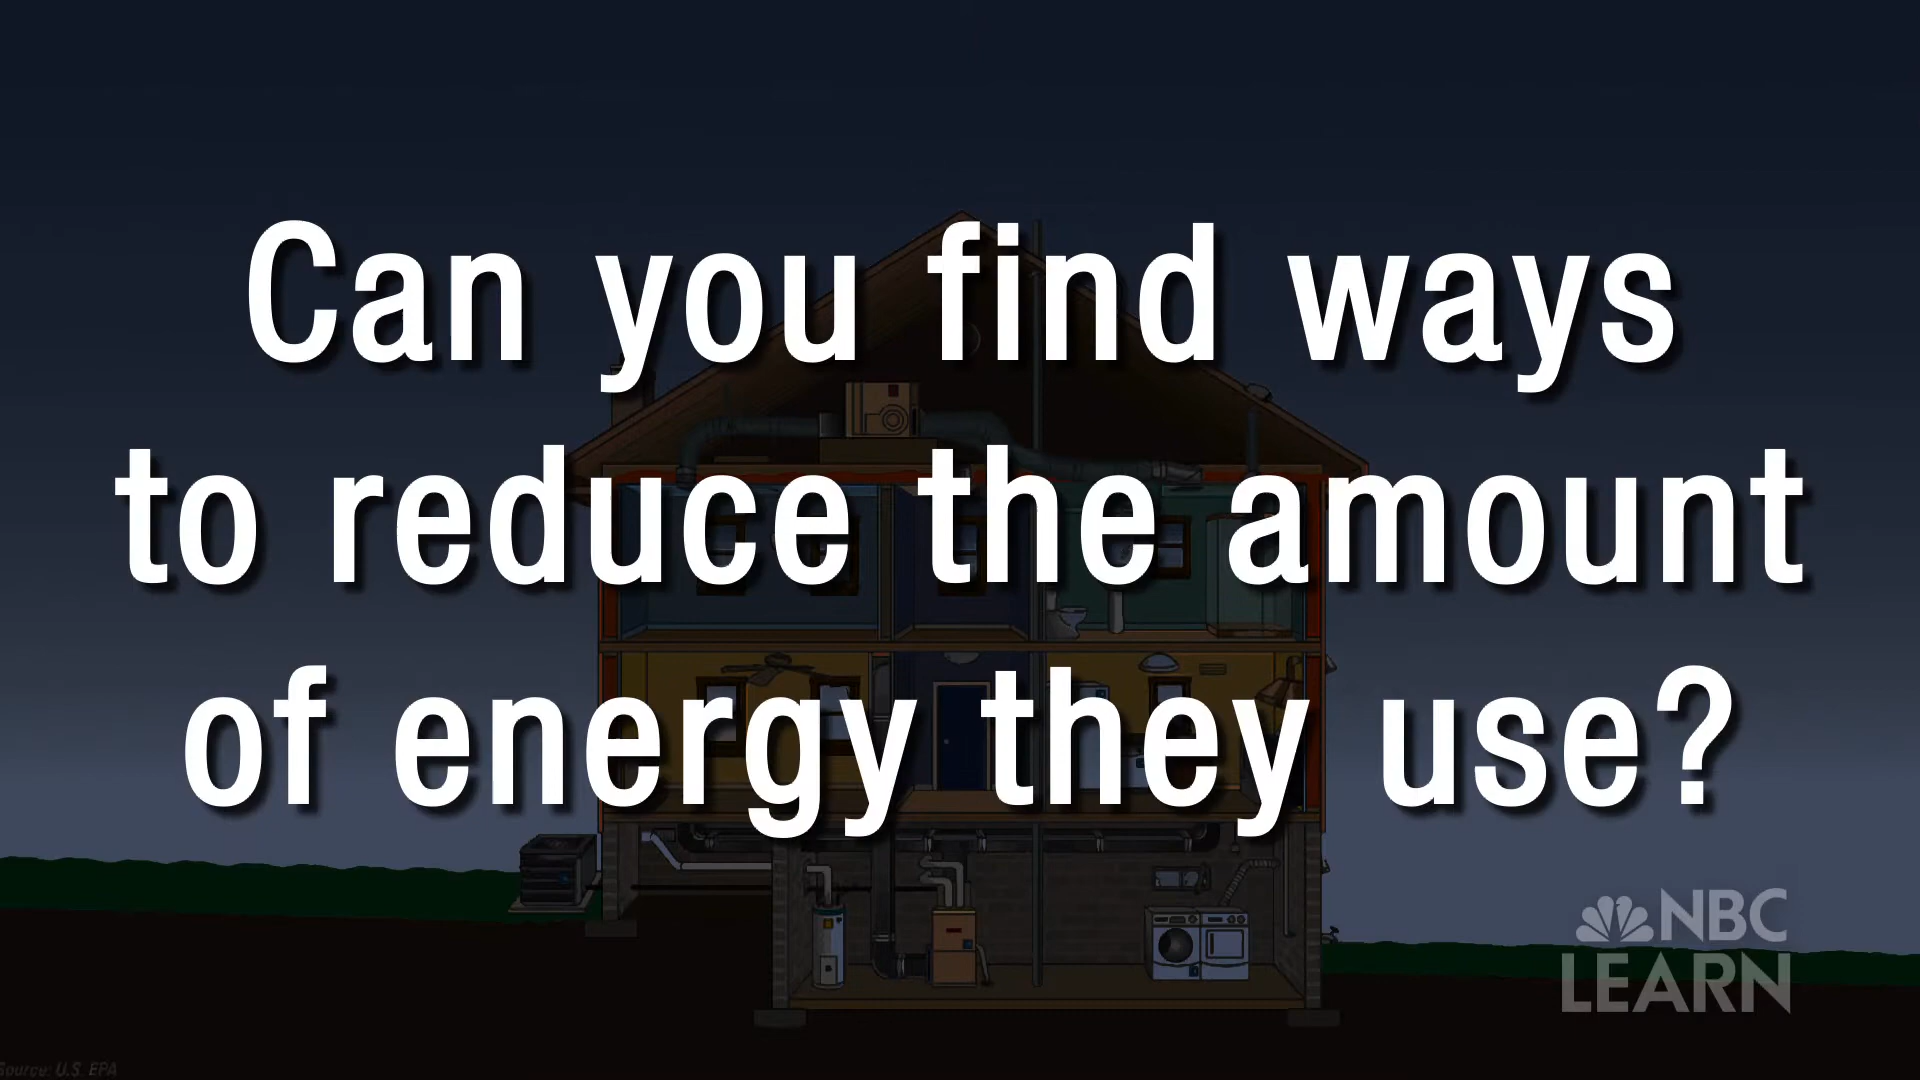 Can you find ways
to reduce the amount
of energy they use?
NBC
LEARN
Source: U.S. EPA